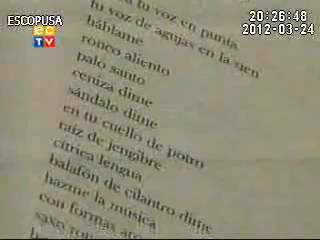 ESCOPUSA
ec
TV
20:26:48
2012-03-24
tu voz en punta
tu voz de agujas en la sien
háblame
ronco aliento
palo santo
ceniza dime
sándalo dime
en tu cuello de potro
raíz de jengibre
cítrica lengua
balafón de cilantro dime
hazme la música
con formas
saxo